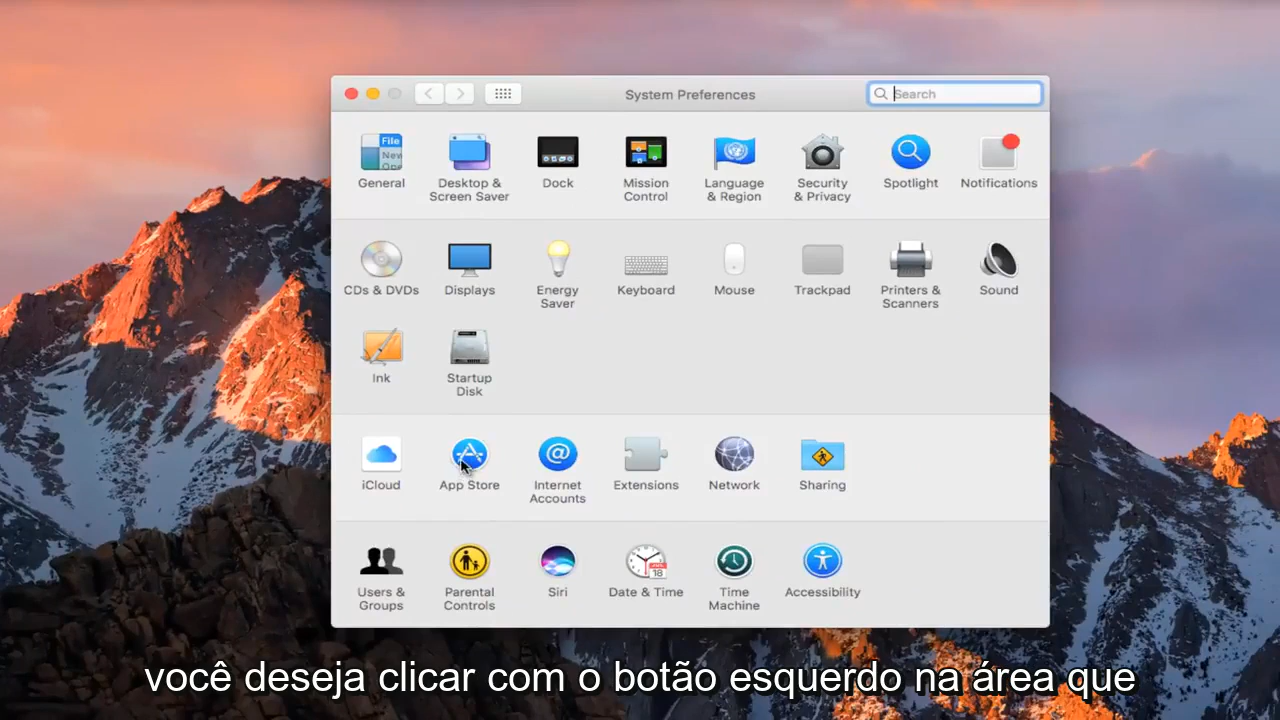 System Preferences
Search
File
New
General
Desktop &
Screen Saver
Dock
Mission
Control
Language
& Region
Security
& Privacy
Spotlight
Notifications
CDs & DVDs
Displays
Energy
Saver
Keyboard
Mouse
Trackpad
Printers &
Scanners
Sound
Ink
Startup
Disk
iCloud
App Store
@
Internet
Accounts
Extensions
Network
Sharing
Users &
Groups
Parental
Controls
Siri
18
Date & Time
Time
Machine
Accessibility
você deseja clicar com o botão esquerdo na área que